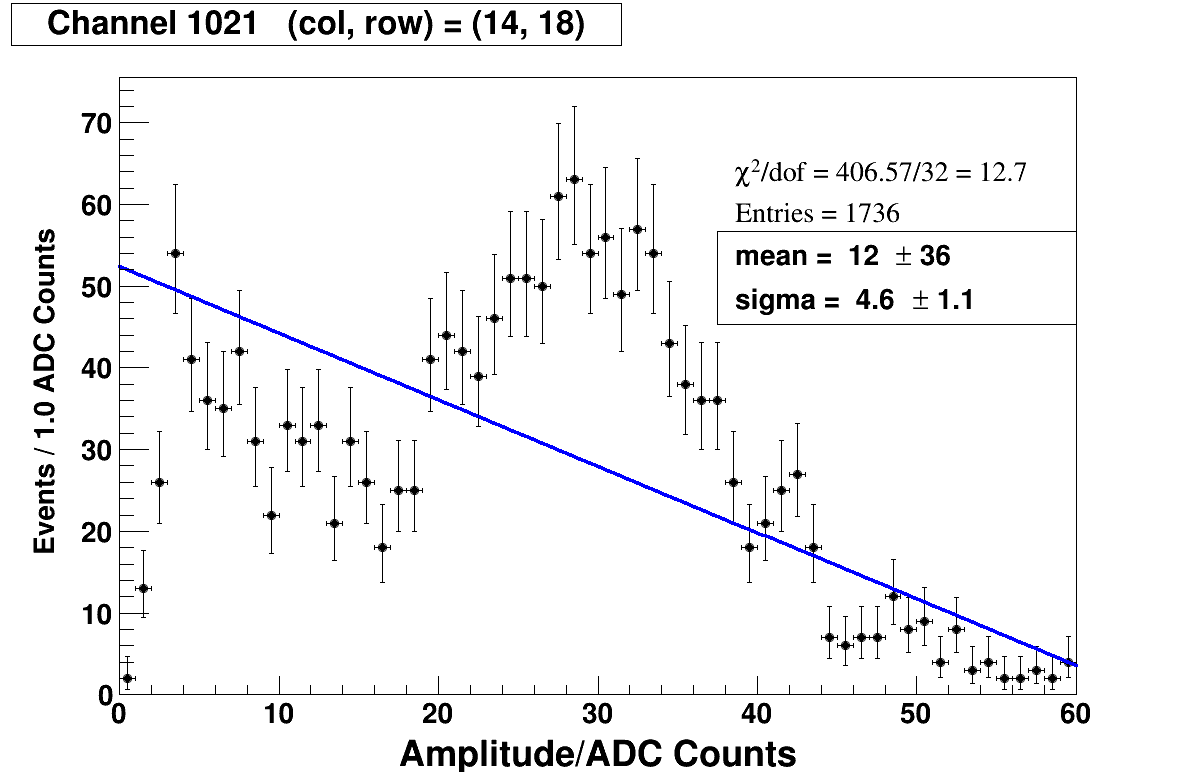 Channel 1021 (col, row) = (14, 18)
χ²/dof = 406.57/32 = 12.7
Entries = 1736
mean = 12 ± 36
sigma = 4.6 ± 1.1
Events / 1.0 ADC Counts
70
60
50
40
30
20
10
0
0 10 20 30 40 50 60
Amplitude/ADC Counts